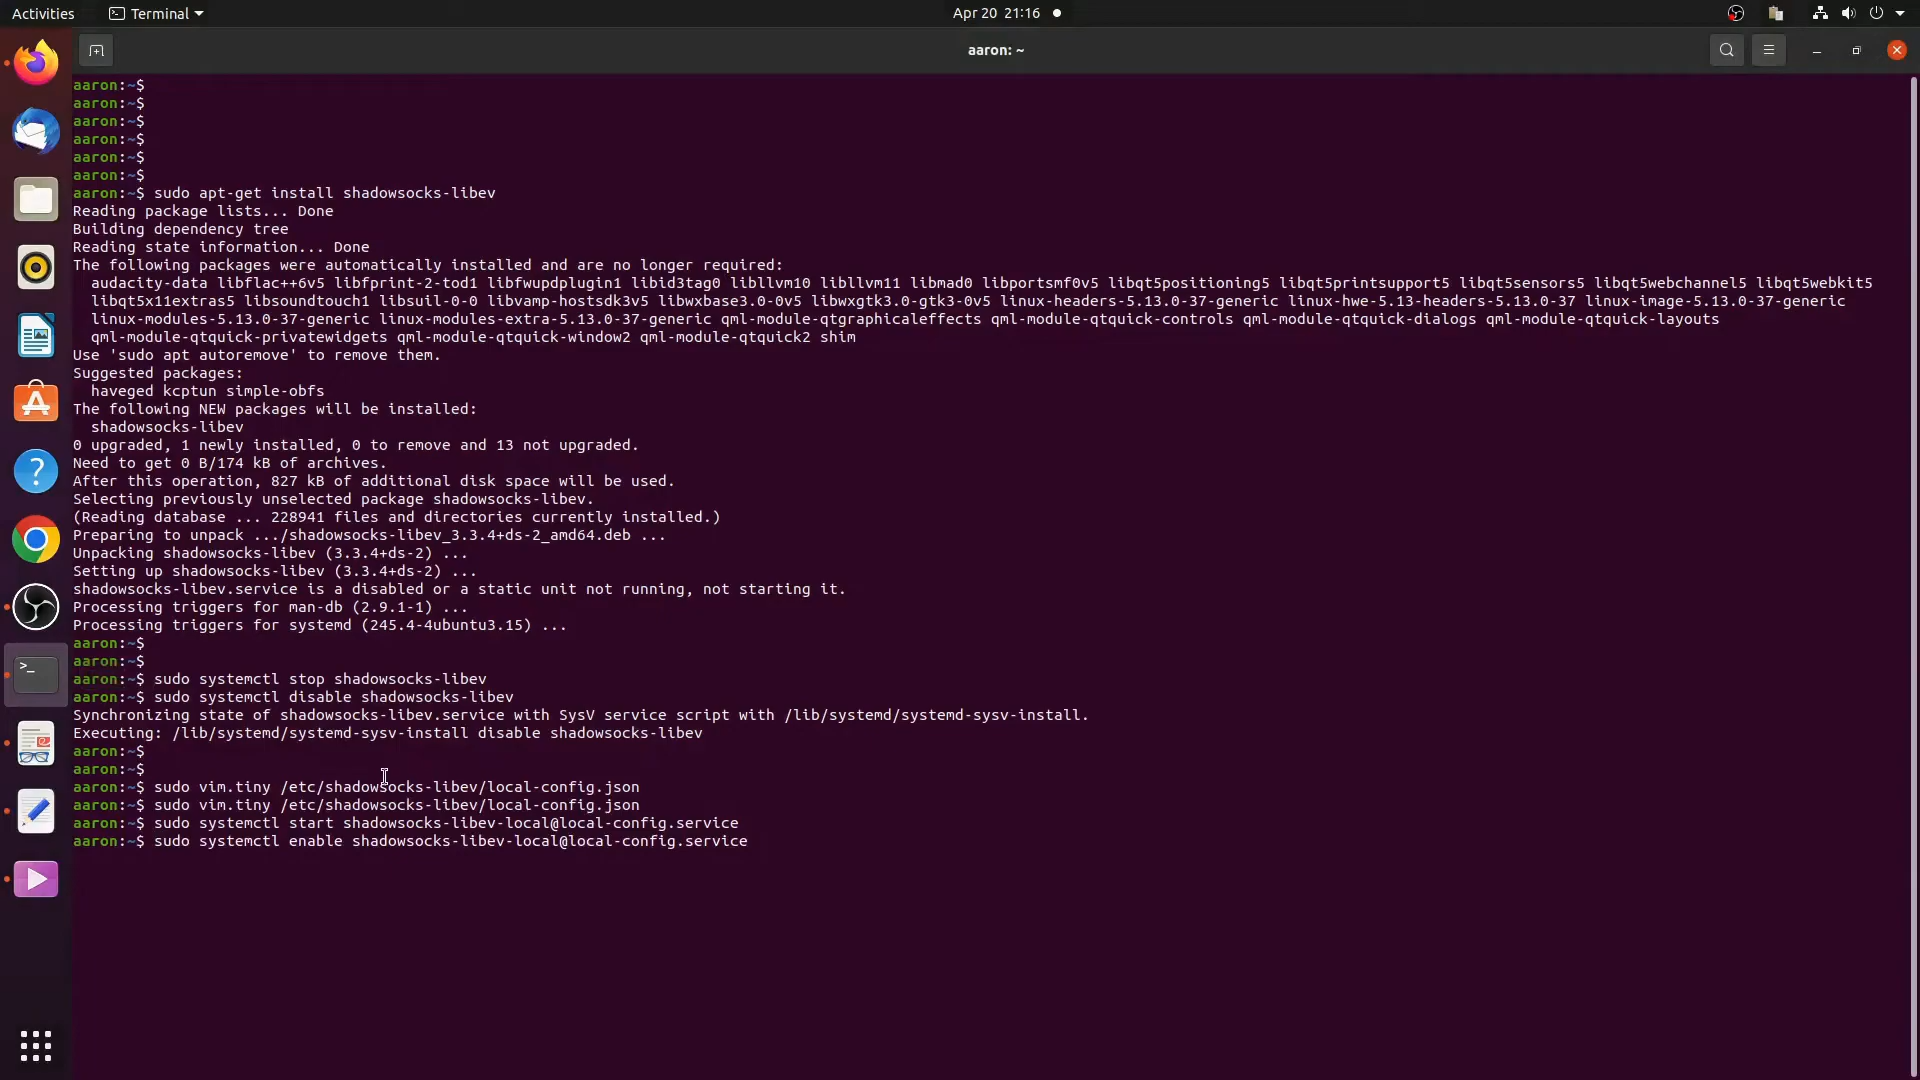 Activities
Terminal
Apr 20 21:16
aaron: ~
aaron:~$
aaron:~$
aaron:~$
aaron:~$
aaron:~$
aaron:~$
aaron:~$ sudo apt-get install shadowsocks-libev
Reading package lists... Done
Building dependency tree
Reading state information... Done
The following packages were automatically installed and are no longer required:
audacity-data libflac++6v5 libfprint-2-tod1 libfwupdplugin1 libid3tag0 libllvm10 libllvm11 libmad0 libportsmf0v5 libqt5positioning5 libqt5printsupport5 libqt5sensors5 libqt5webchannel5 libqt5webkit5
libqt5x11extras5 libsoundtouch1 libsuil-0-0 libvamp-hostsdk3v5 libwxbase3.0-0v5 libwxgtk3.0-gtk3-0v5 linux-headers-5.13.0-37-generic linux-hwe-5.13-headers-5.13.0-37 linux-image-5.13.0-37-generic
linux-modules-5.13.0-37-generic linux-modules-extra-5.13.0-37-generic qml-module-qtgraphicaleffects qml-module-qtquick-controls qml-module-qtquick-dialogs qml-module-qtquick-layouts
qml-module-qtquick-privatewidgets qml-module-qtquick-window2 qml-module-qtquick2 shim
Use 'sudo apt autoremove' to remove them.
Suggested packages:
haveged kcptun simple-obfs
The following NEW packages will be installed:
shadowsocks-libev
0 upgraded, 1 newly installed, 0 to remove and 13 not upgraded.
Need to get 0 B/174 kB of archives.
After this operation, 827 kB of additional disk space will be used.
Selecting previously unselected package shadowsocks-libev.
(Reading database ... 228941 files and directories currently installed.)
Preparing to unpack .../shadowsocks-libev_3.3.4+ds-2_amd64.deb ...
Unpacking shadowsocks-libev (3.3.4+ds-2) ...
Setting up shadowsocks-libev (3.3.4+ds-2) ...
shadowsocks-libev.service is a disabled or a static unit not running, not starting it.
Processing triggers for man-db (2.9.1-1) ...
Processing triggers for systemd (245.4-4ubuntu3.15) ...
aaron:~$
aaron:~$
aaron:~$ sudo systemctl stop shadowsocks-libev
aaron:~$ sudo systemctl disable shadowsocks-libev
Synchronizing state of shadowsocks-libev.service with SysV service script with /lib/systemd/systemd-sysv-install.
Executing: /lib/systemd/systemd-sysv-install disable shadowsocks-libev
aaron:~$
aaron:~$
aaron:~$ sudo vim.tiny /etc/shadowsocks-libev/local-config.json
aaron:~$ sudo vim.tiny /etc/shadowsocks-libev/local-config.json
aaron:~$ sudo systemctl start shadowsocks-libev-local@local-config.service
aaron:~$ sudo systemctl enable shadowsocks-libev-local@local-config.service